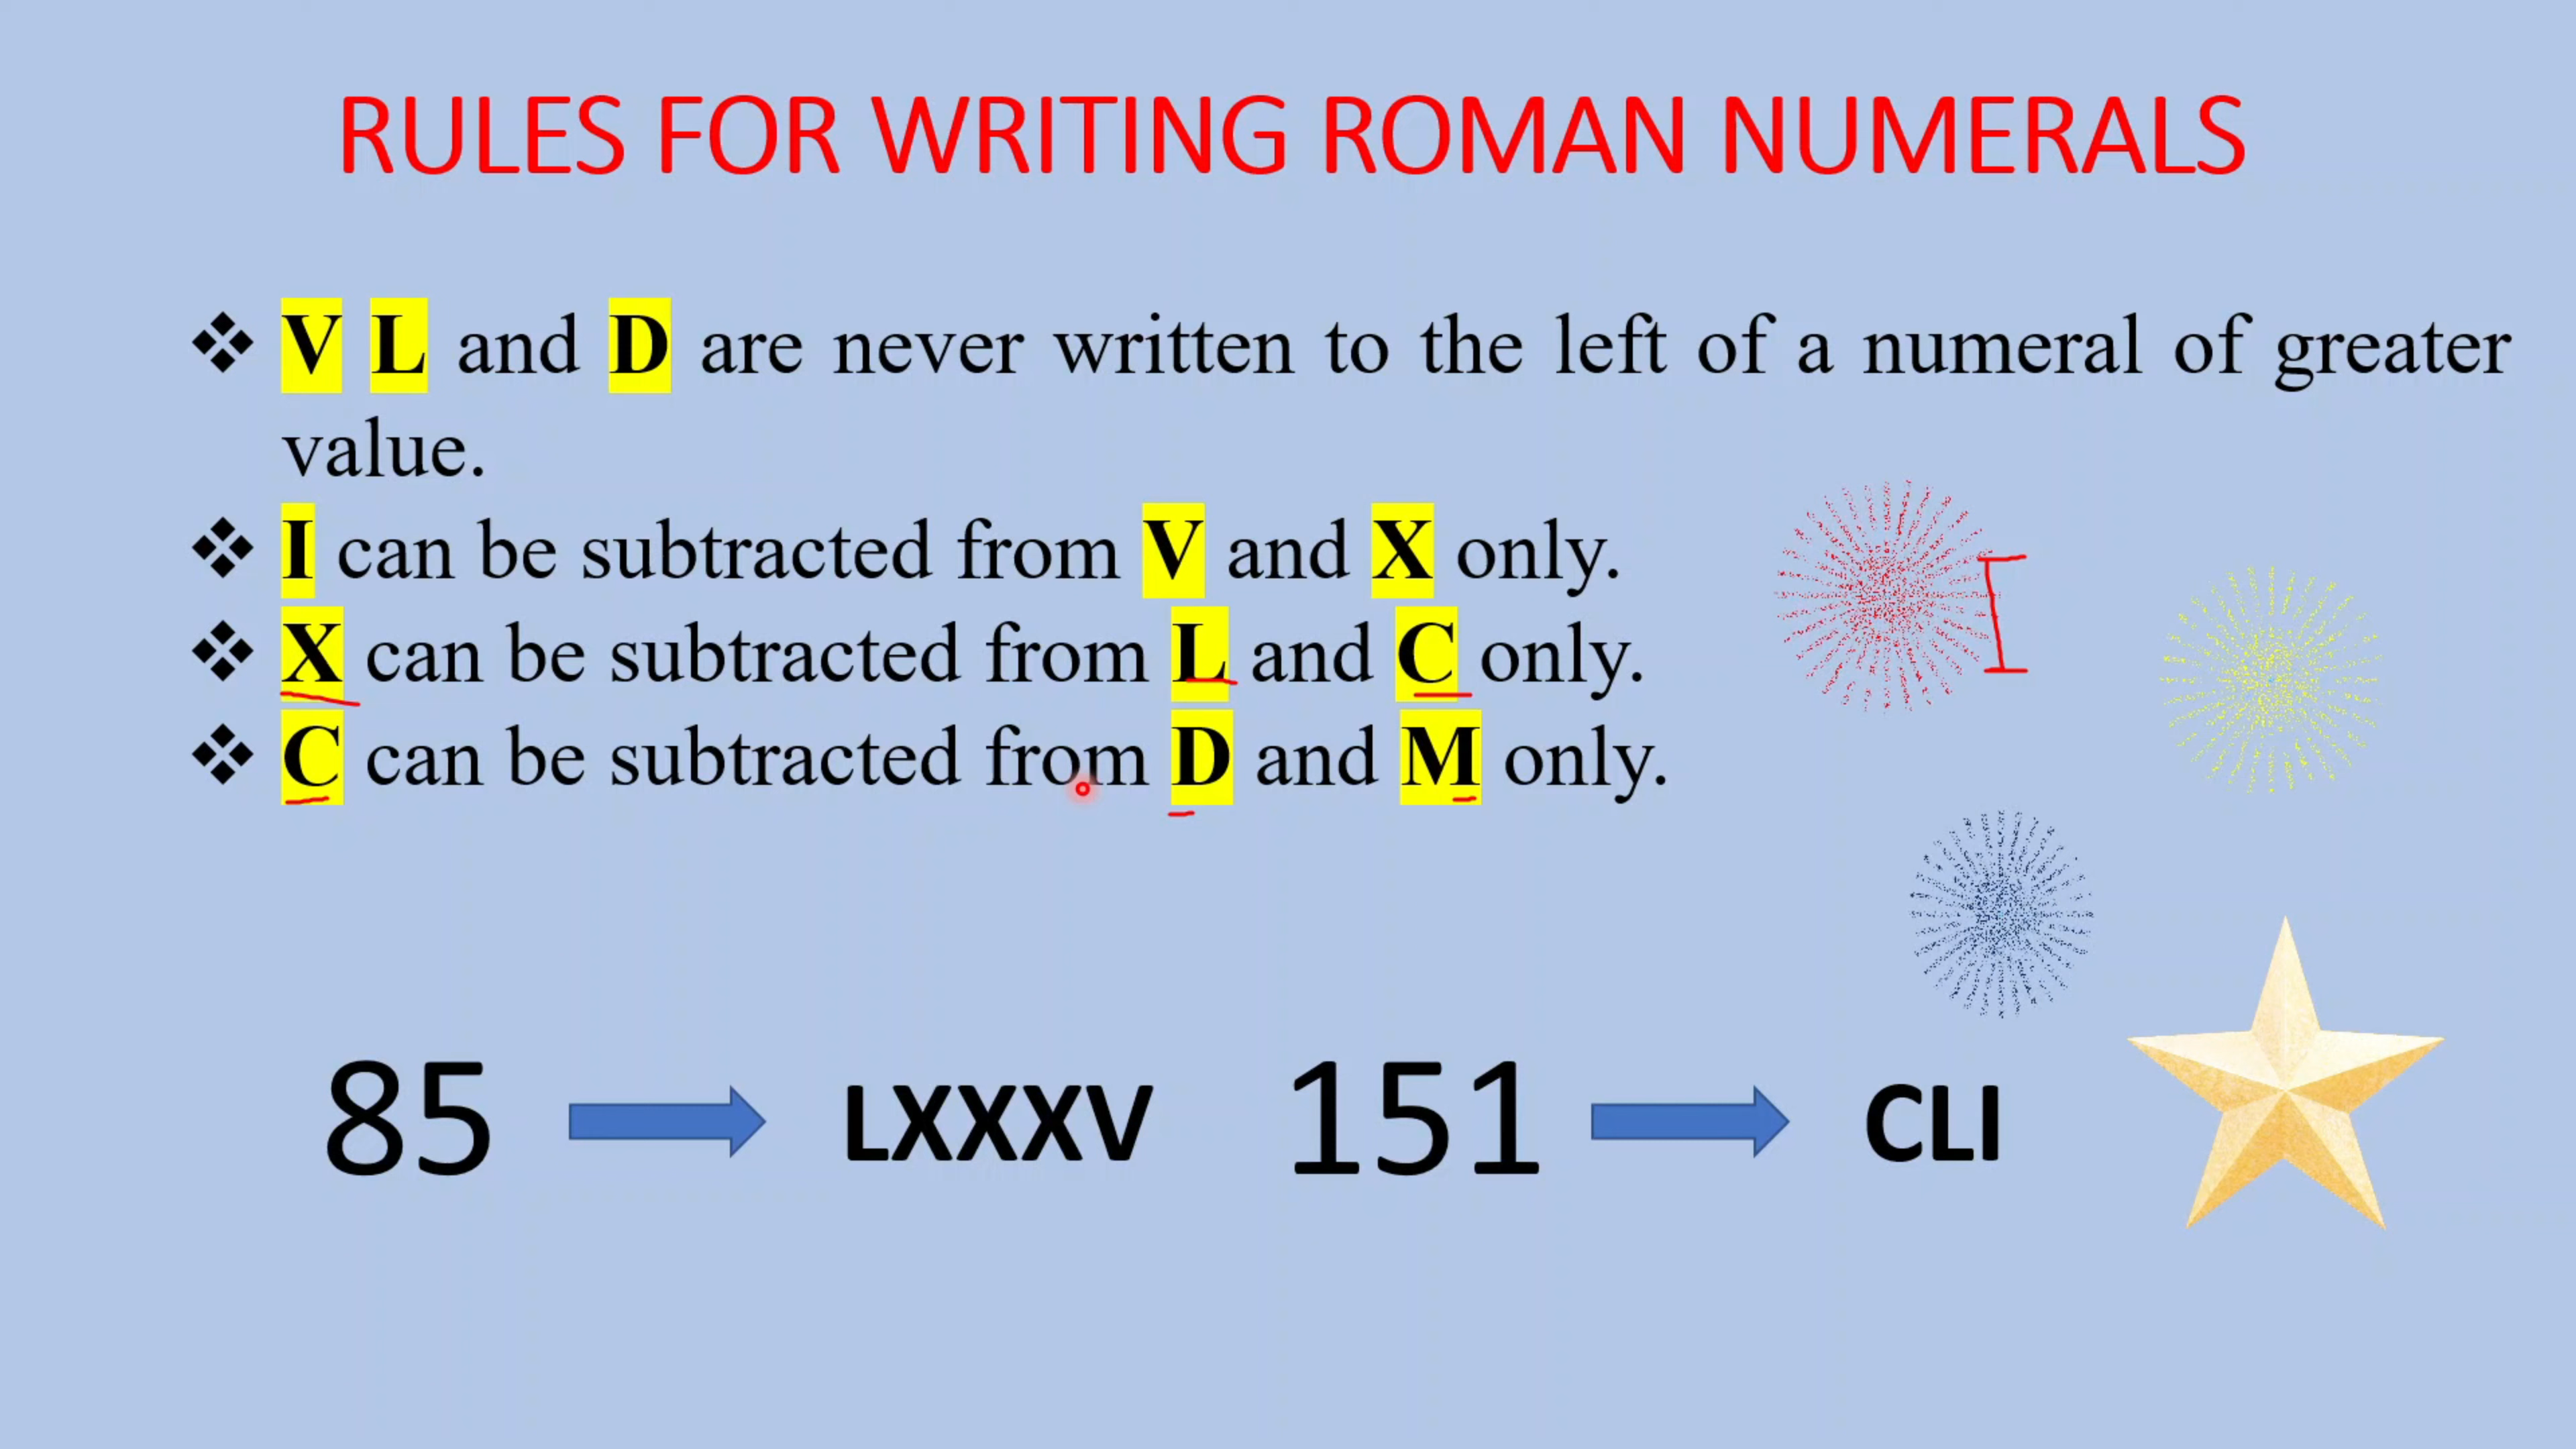 RULES FOR WRITING ROMAN NUMERALS
❖ V L and D are never written to the left of a numeral of greater
value.
❖ I can be subtracted from V and X only.
❖ X can be subtracted from L and C only.
❖ C can be subtracted from D and M only.
I
85 LXXXV 151 CLI